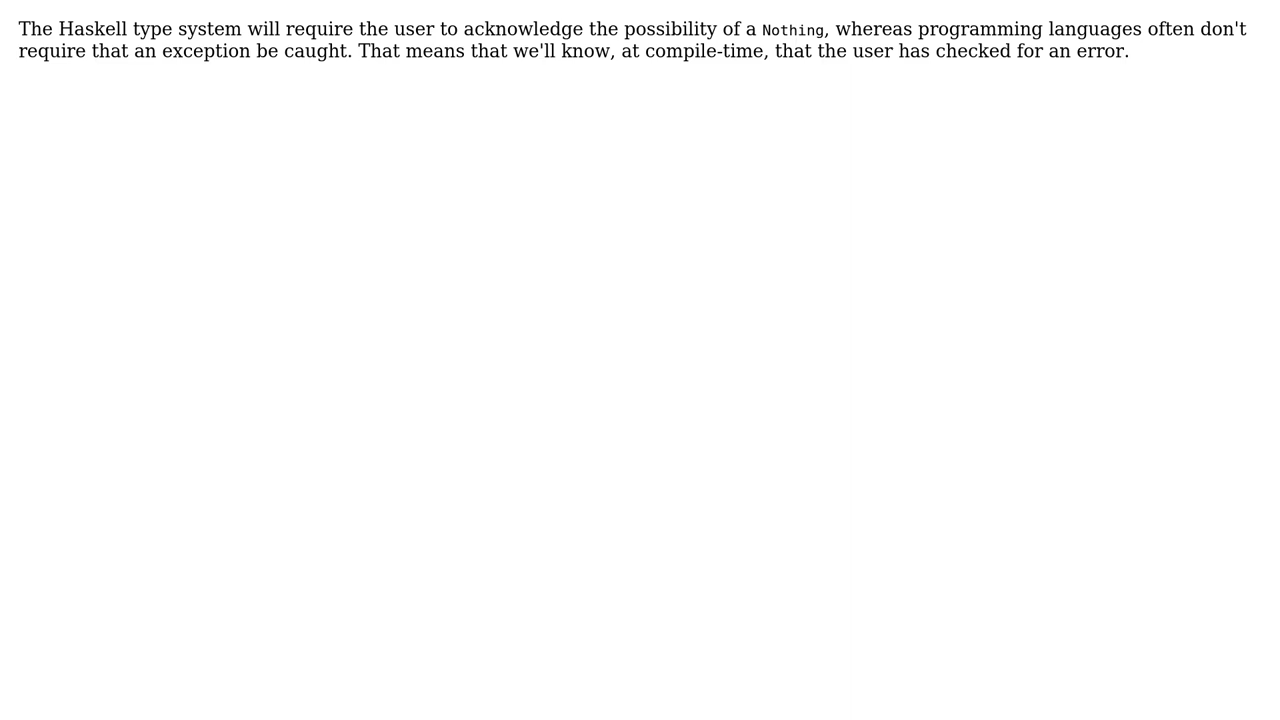 The Haskell type system will require the user to acknowledge the possibility of a Nothing, whereas programming languages often don't
require that an exception be caught. That means that we'll know, at compile-time, that the user has checked for an error.